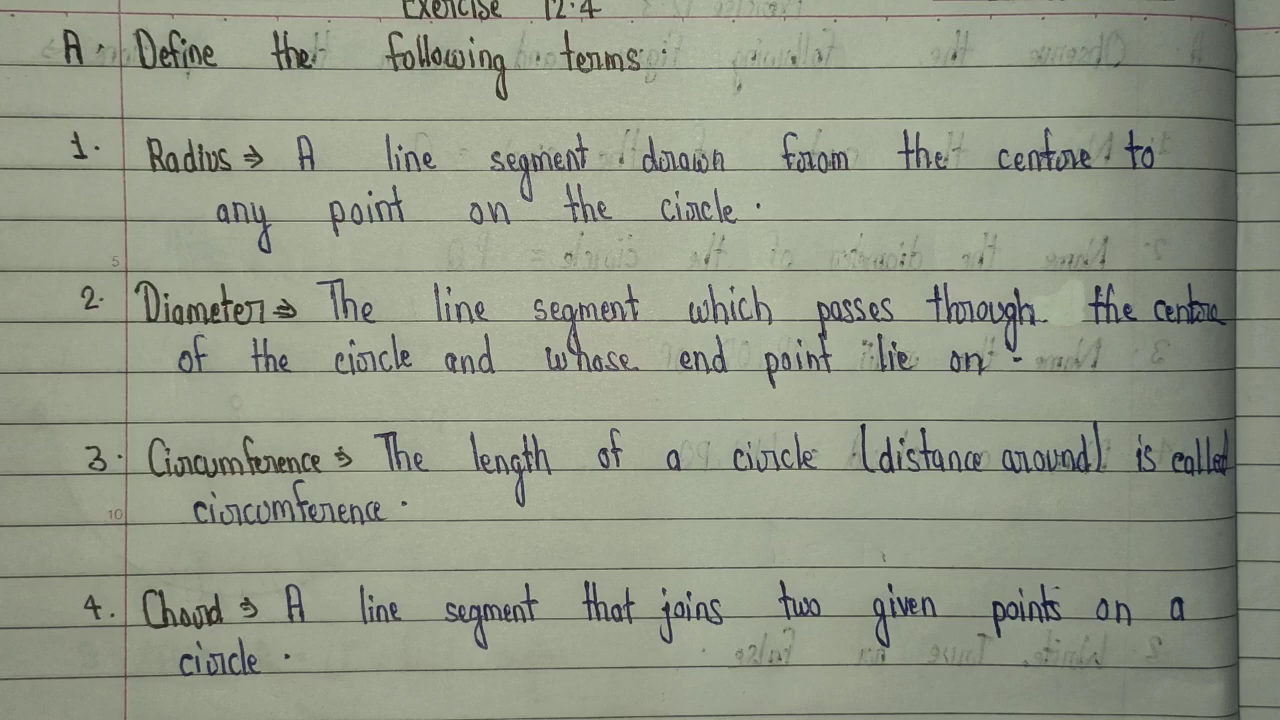 Exercise 12.4
A. Define the following terms:
1. Radius ⇒ A line segment drawn from the centre to
any point on the circle.
5
2. Diameter ⇒ The line segment which passes through the centre
of the circle and whose end point lie on -
3. Circumference ⇒ The length of a circle (distance around) is called
10 circumference.
4. Chord ⇒ A line segment that joins two given points on a
circle.